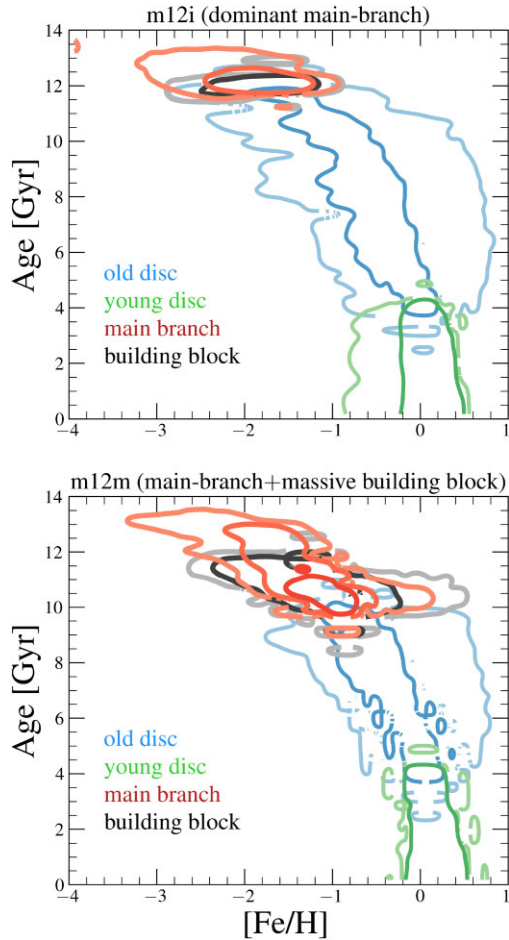 m12i (dominant main-branch)
14
12
10
8
6
4
2
0
Age [Gyr]
old disc
young disc
main branch
building block
−4 −3 −2 −1 0 1
m12m (main-branch+massive building block)
14
12
10
8
6
4
2
0
Age [Gyr]
old disc
young disc
main branch
building block
−4 −3 −2 −1 0 1
[Fe/H]